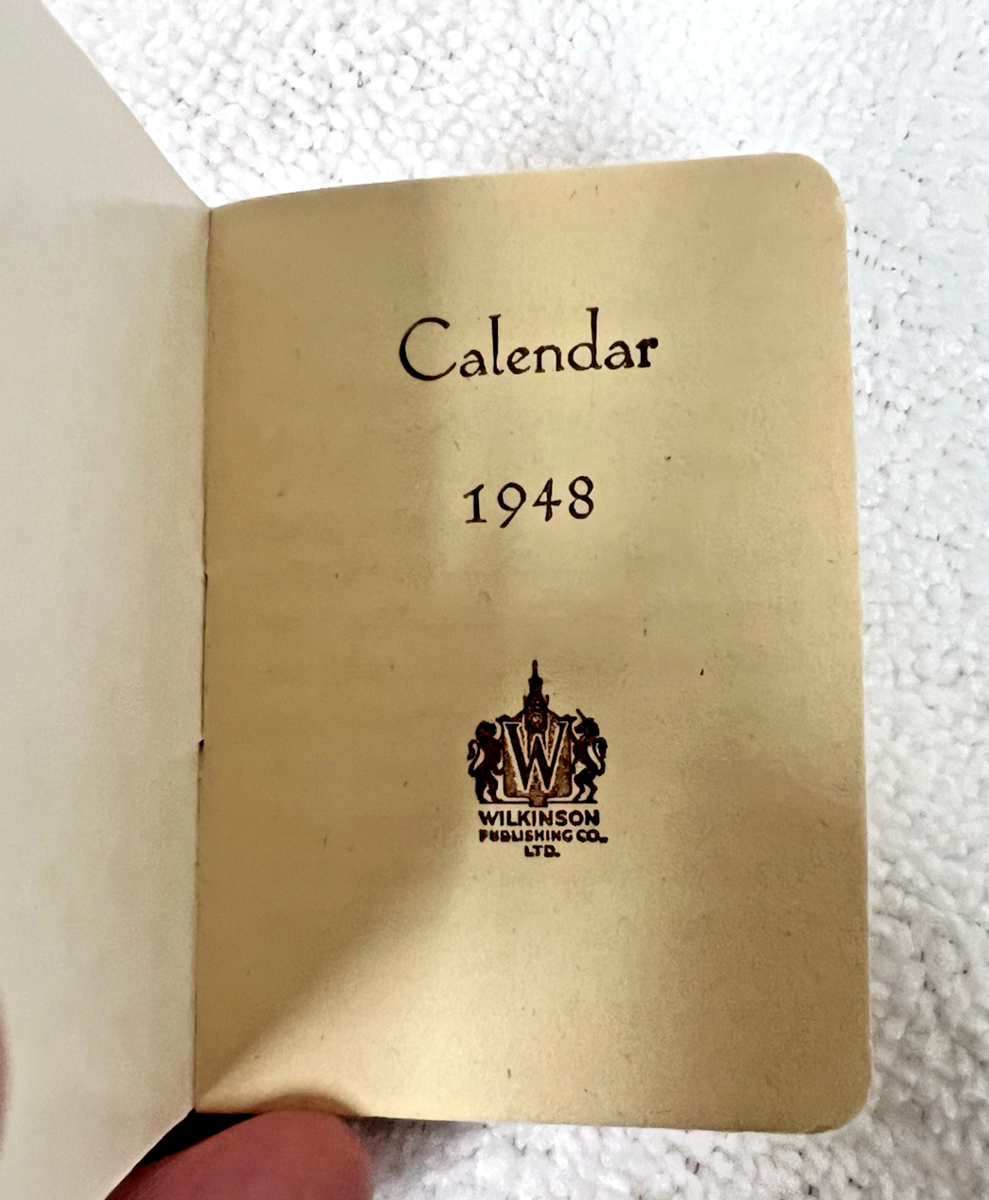 Calendar
1948
W
WILKINSON
PUBLISHING CO.
LTD.